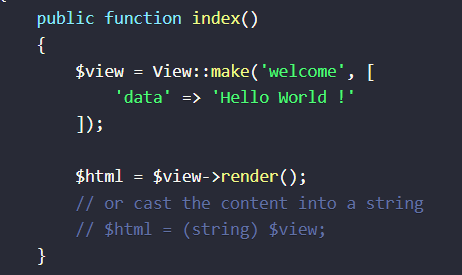 public function index()
{
$view = View::make('welcome', [
'data' => 'Hello World !'
]);
$html = $view->render();
// or cast the content into a string
// $html = (string) $view;
}